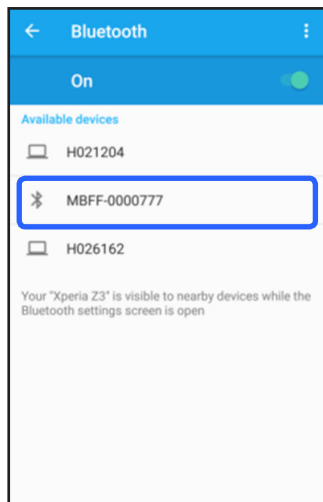 Bluetooth
On
Available devices
H021204
MBFF-0000777
H026162
Your "Xperia Z3" is visible to nearby devices while the
Bluetooth settings screen is open